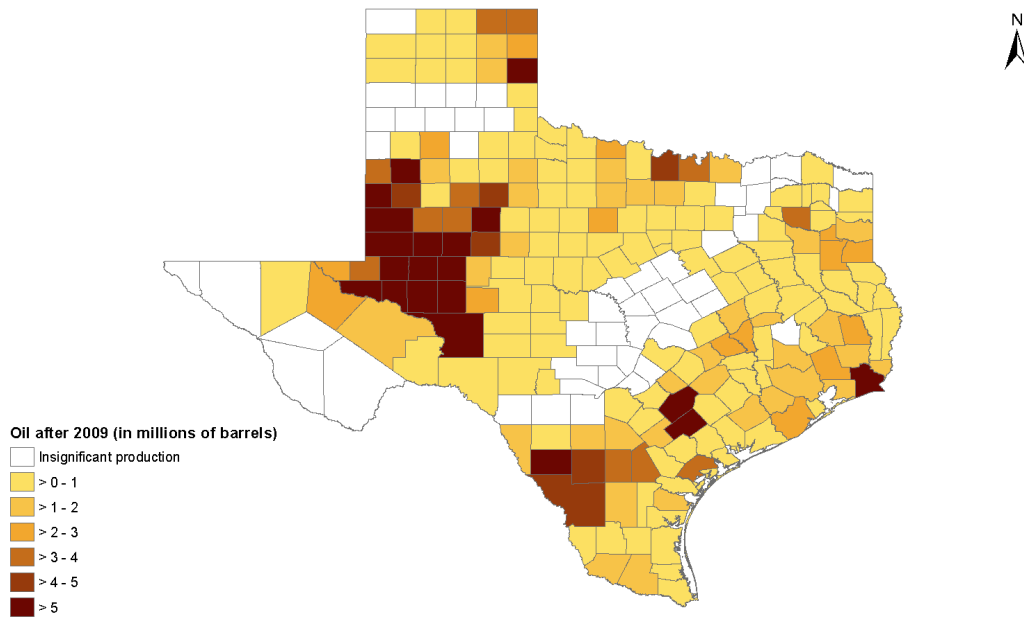 N
Oil after 2009 (in millions of barrels)
Insignificant production
> 0 - 1
> 1 - 2
> 2 - 3
> 3 - 4
> 4 - 5
> 5